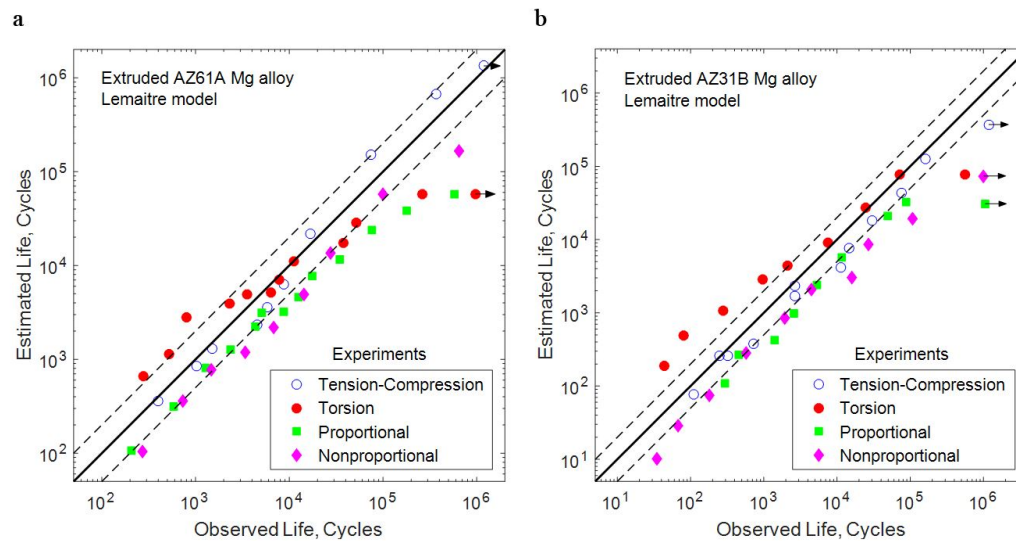 a
Extruded AZ61A Mg alloy
Lemaitre model
Estimated Life, Cycles
10^6
10^5
10^4
10^3
10^2
Experiments
Tension-Compression
Torsion
Proportional
Nonproportional
10^2 10^3 10^4 10^5 10^6
Observed Life, Cycles
b
Extruded AZ31B Mg alloy
Lemaitre model
Estimated Life, Cycles
10^6
10^5
10^4
10^3
10^2
10^1
Experiments
Tension-Compression
Torsion
Proportional
Nonproportional
10^1 10^2 10^3 10^4 10^5 10^6
Observed Life, Cycles